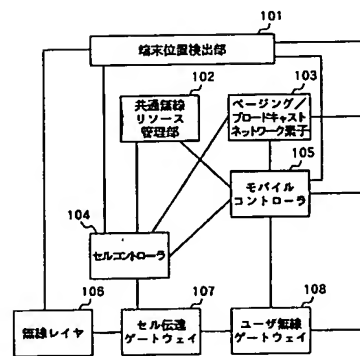 101
端末位置検出部
102
共通無線
リソース
管理部
103
ページング／
ブロードキャスト
ネットワーク素子
105
モバイル
コントローラ
104
セルコントローラ
106
無線レイヤ
107
セル伝達
ゲートウェイ
108
ユーザ無線
ゲートウェイ